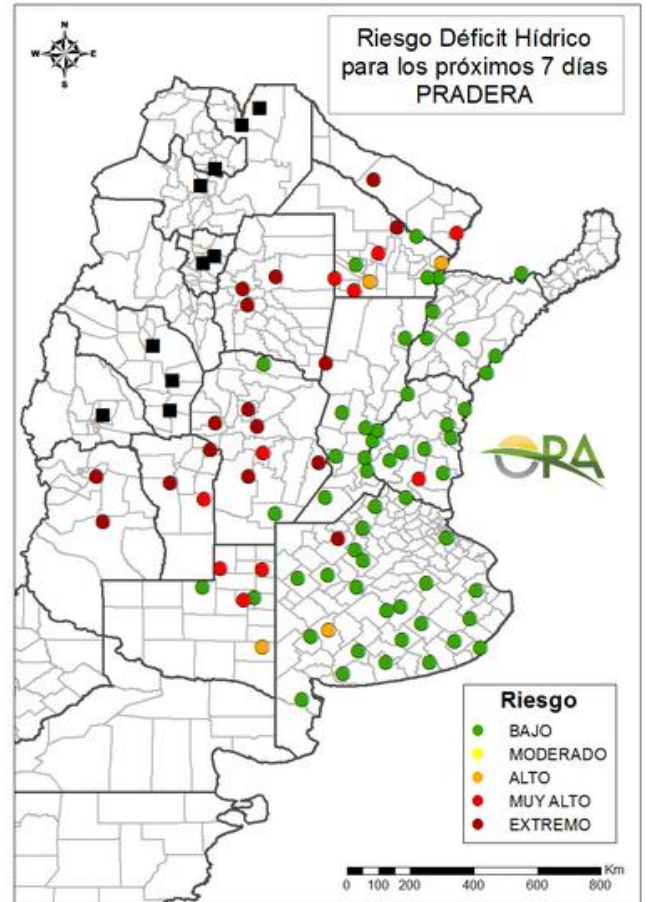 Riesgo Déficit Hídrico
para los próximos 7 días
PRADERA
N
W
E
S
OPA
Riesgo
BAJO
MODERADO
ALTO
MUY ALTO
EXTREMO
Km
0 100 200 400 600 800